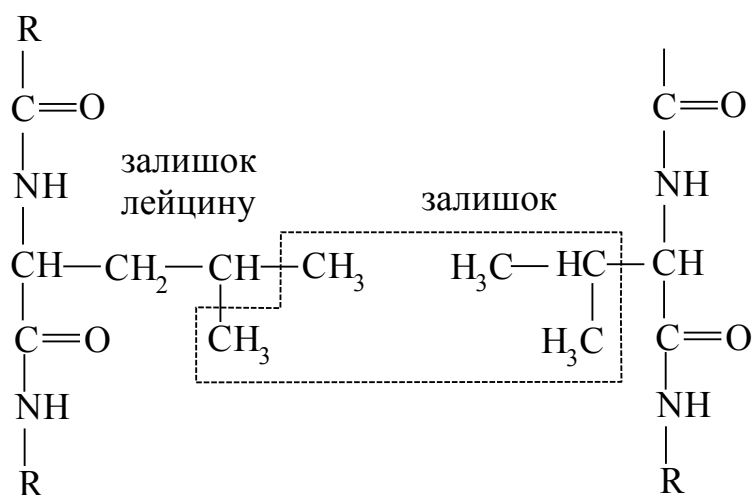 R
C=O
C=O
залишок
лейцину
NH
NH
залишок
CH—CH2—CH—CH3
H3C—HC—CH
C=O
CH3
H3C
C=O
NH
NH
R
R